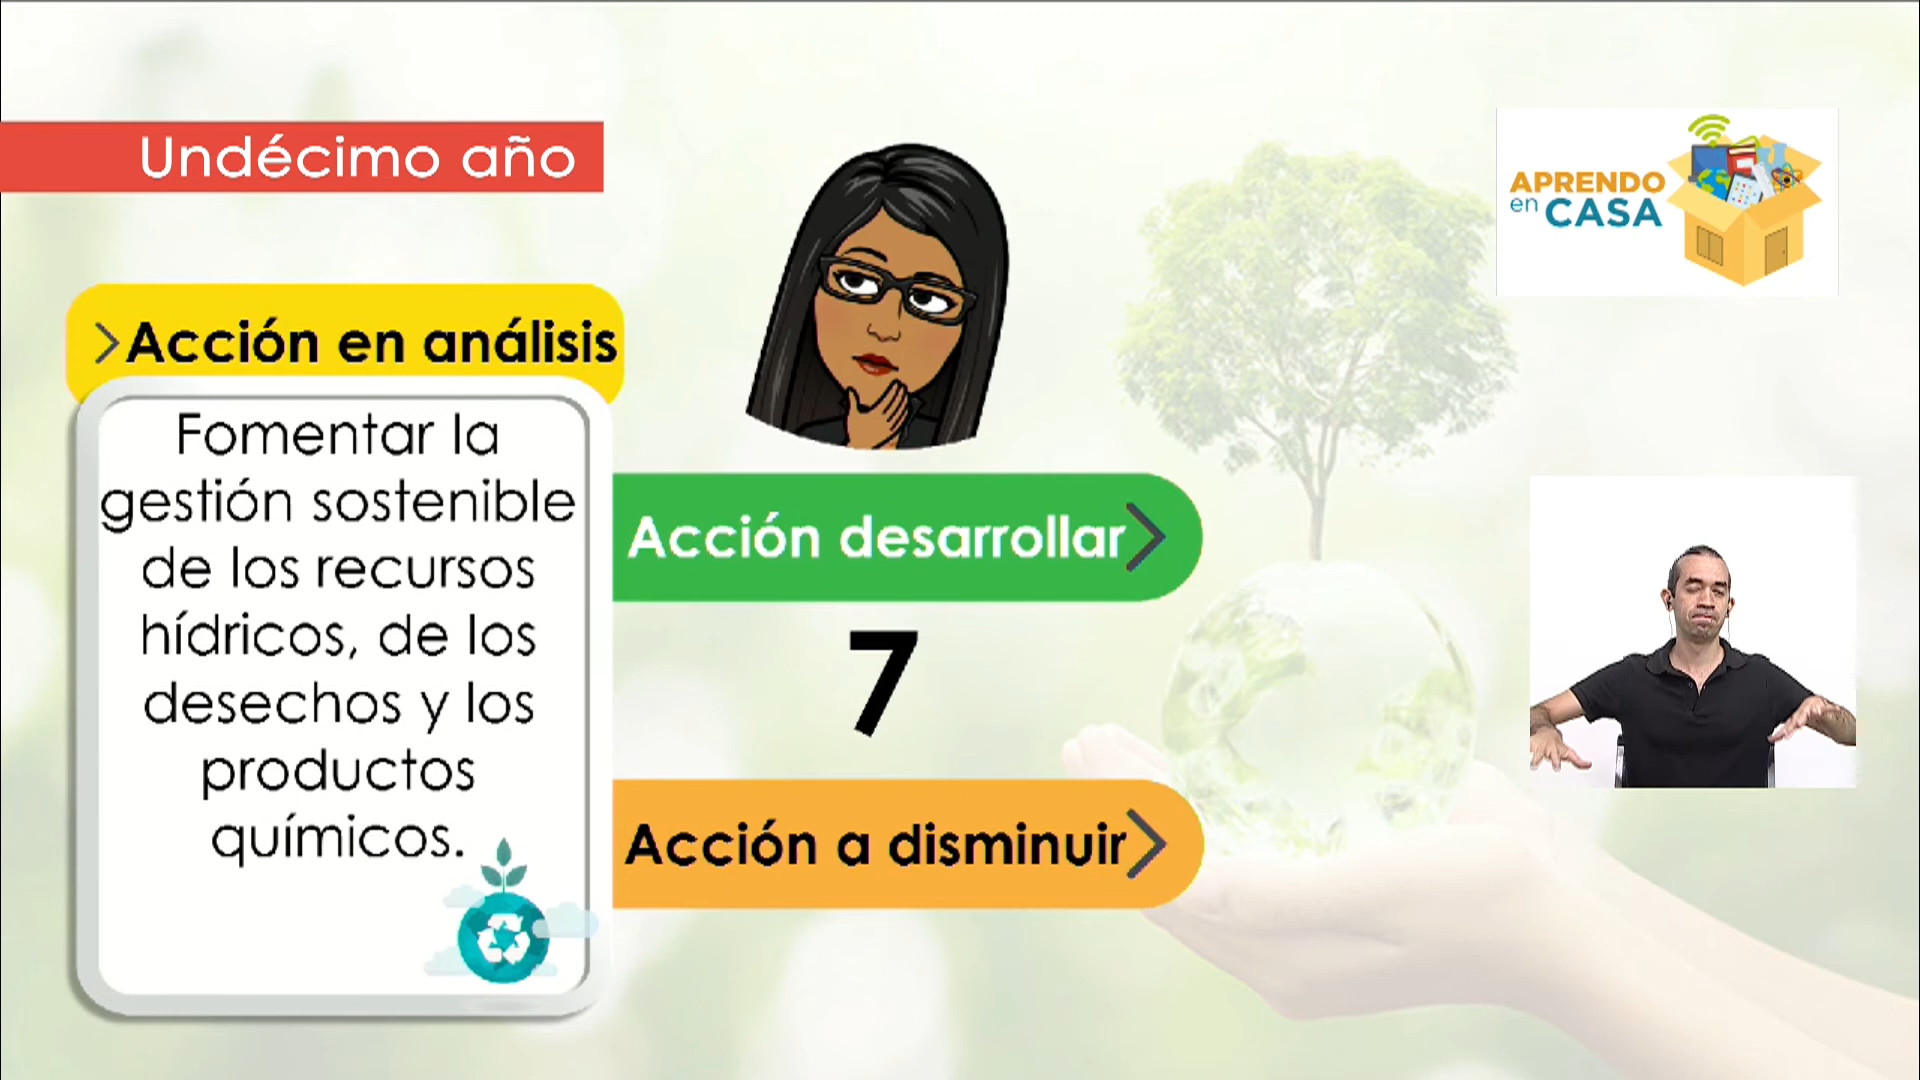 Undécimo año
APRENDO
en CASA
Acción en análisis
Fomentar la
gestión sostenible
de los recursos
hídricos, de los
desechos y los
productos
químicos.
Acción desarrollar
7
Acción a disminuir